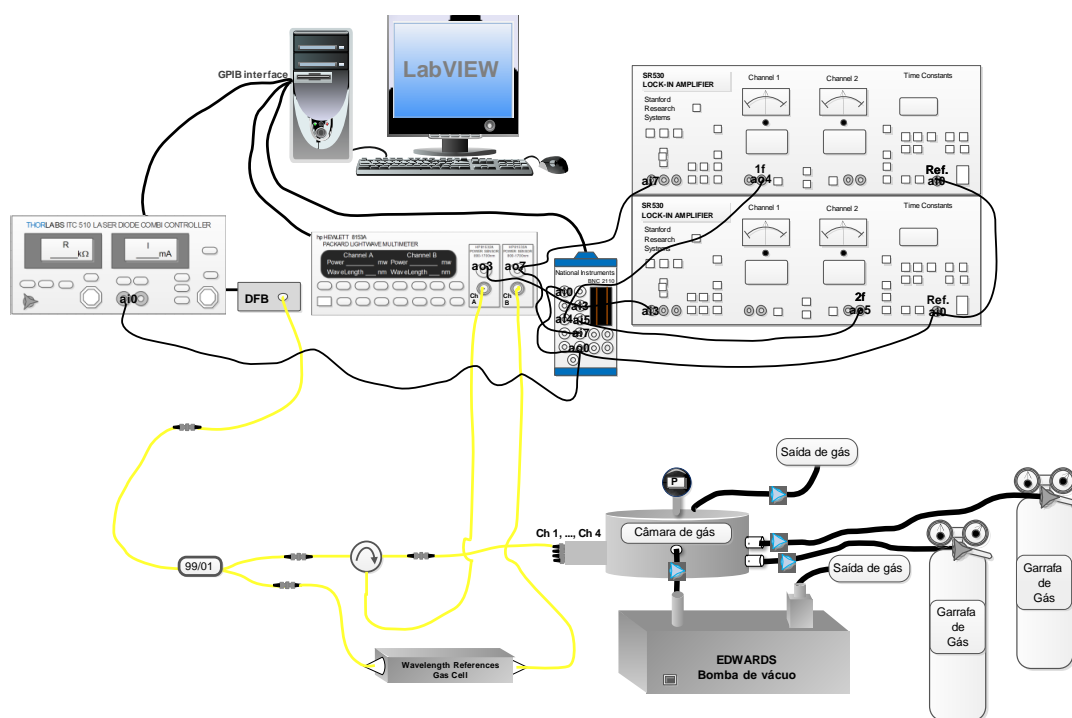 GPIB interface
LabVIEW
SR530
LOCK-IN AMPLIFIER
Channel 1
Channel 2
Time Constants
Stanford
Research
Systems
ai7
1f
ao4
Ref.
ai0
SR530
LOCK-IN AMPLIFIER
Channel 1
Channel 2
Time Constants
Stanford
Research
Systems
ai3
2f
ao5
Ref.
ai0
THORLABS ITC 510 LASER DIODE COMBI CONTROLLER
R
kΩ
I
mA
ai0
DFB
hp HEWLETT 8153A
PACKARD LIGHTWAVE MULTIMETER
Channel A Channel B
Power ______ mw Power ______ mw
WaveLength ___ nm WaveLength ___ nm
ao3
ao7
Ch
A
Ch
B
National Instruments
BNC 2110
ai0
ai3
ai4
ai5
ai7
ao0
Saída de gás
P
Ch 1, ..., Ch 4
Câmara de gás
99/01
Saída de gás
Garrafa
de
Gás
Garrafa
de
Gás
Wavelength References
Gas Cell
EDWARDS
Bomba de vácuo